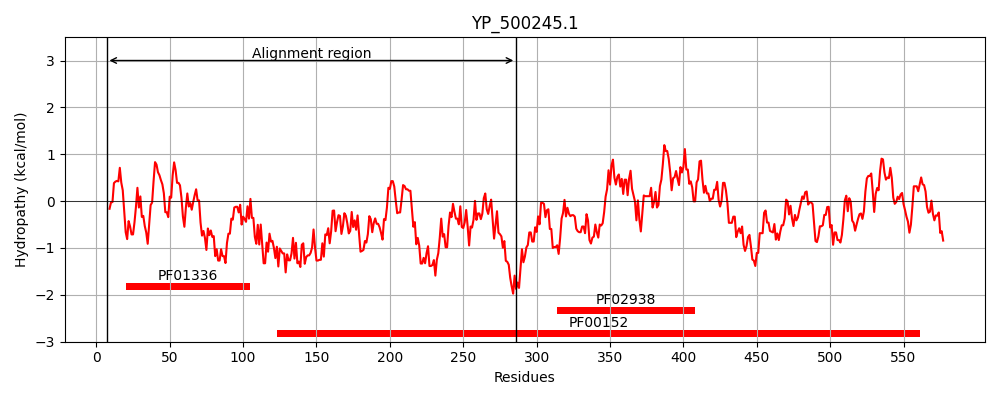 YP_500245.1
Hydropathy (kcal/mol)
3
2
1
0
−1
−2
−3
Alignment region
PF01336
PF02938
PF00152
0 50 100 150 200 250 300 350 400 450 500 550
Residues